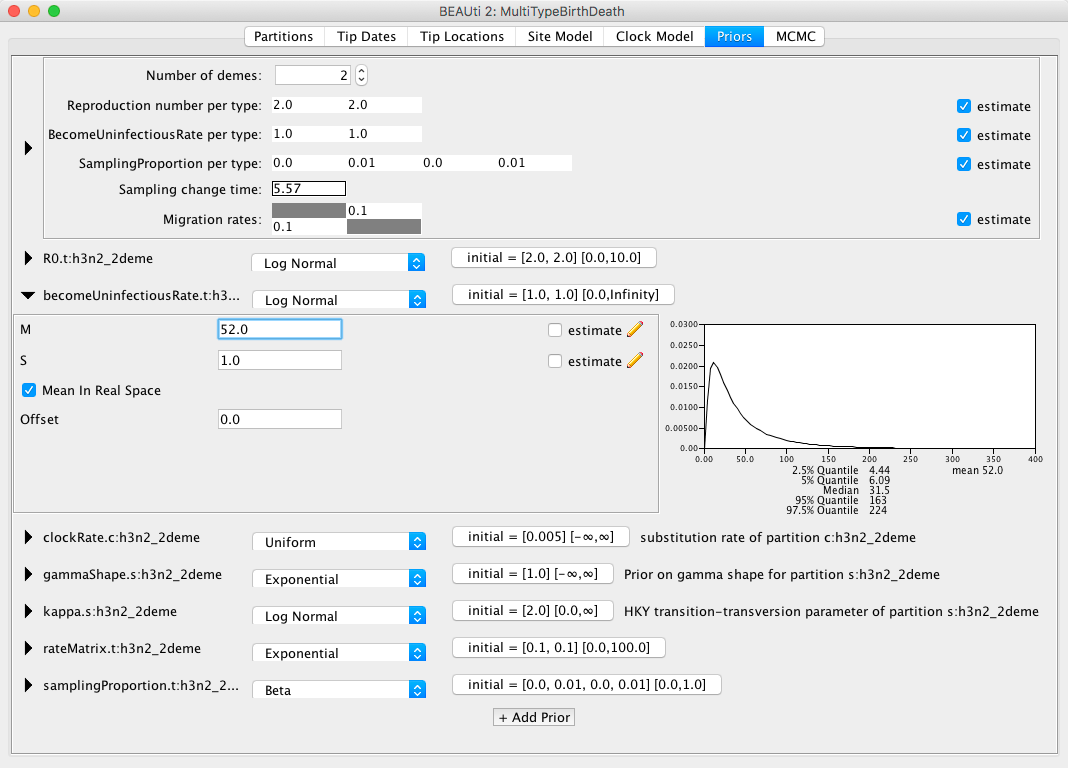 BEAUti 2: MultiTypeBirthDeath
Partitions Tip Dates Tip Locations Site Model Clock Model Priors MCMC
Number of demes: 2
Reproduction number per type: 2.0 2.0 estimate
BecomeUninfectiousRate per type: 1.0 1.0 estimate
SamplingProportion per type: 0.0 0.01 0.0 0.01 estimate
Sampling change time: 5.57
Migration rates: 0.1 estimate
0.1
R0.t:h3n2_2deme Log Normal initial = [2.0, 2.0] [0.0,10.0]
becomeUninfectiousRate.t:h3... Log Normal initial = [1.0, 1.0] [0.0,Infinity]
M 52.0 estimate
S 1.0 estimate
Mean In Real Space
Offset 0.0
0.0300
0.0250
0.0200
0.0150
0.0100
0.00500
0.00
0.00 50.0 100 150 200 250 300 350 400
2.5% Quantile 4.44 mean 52.0
5% Quantile 6.09
Median 31.5
95% Quantile 163
97.5% Quantile 224
clockRate.c:h3n2_2deme Uniform initial = [0.005] [-∞,∞] substitution rate of partition c:h3n2_2deme
gammaShape.s:h3n2_2deme Exponential initial = [1.0] [-∞,∞] Prior on gamma shape for partition s:h3n2_2deme
kappa.s:h3n2_2deme Log Normal initial = [2.0] [0.0,∞] HKY transition-transversion parameter of partition s:h3n2_2deme
rateMatrix.t:h3n2_2deme Exponential initial = [0.1, 0.1] [0.0,100.0]
samplingProportion.t:h3n2_2... Beta initial = [0.0, 0.01, 0.0, 0.01] [0.0,1.0]
+ Add Prior